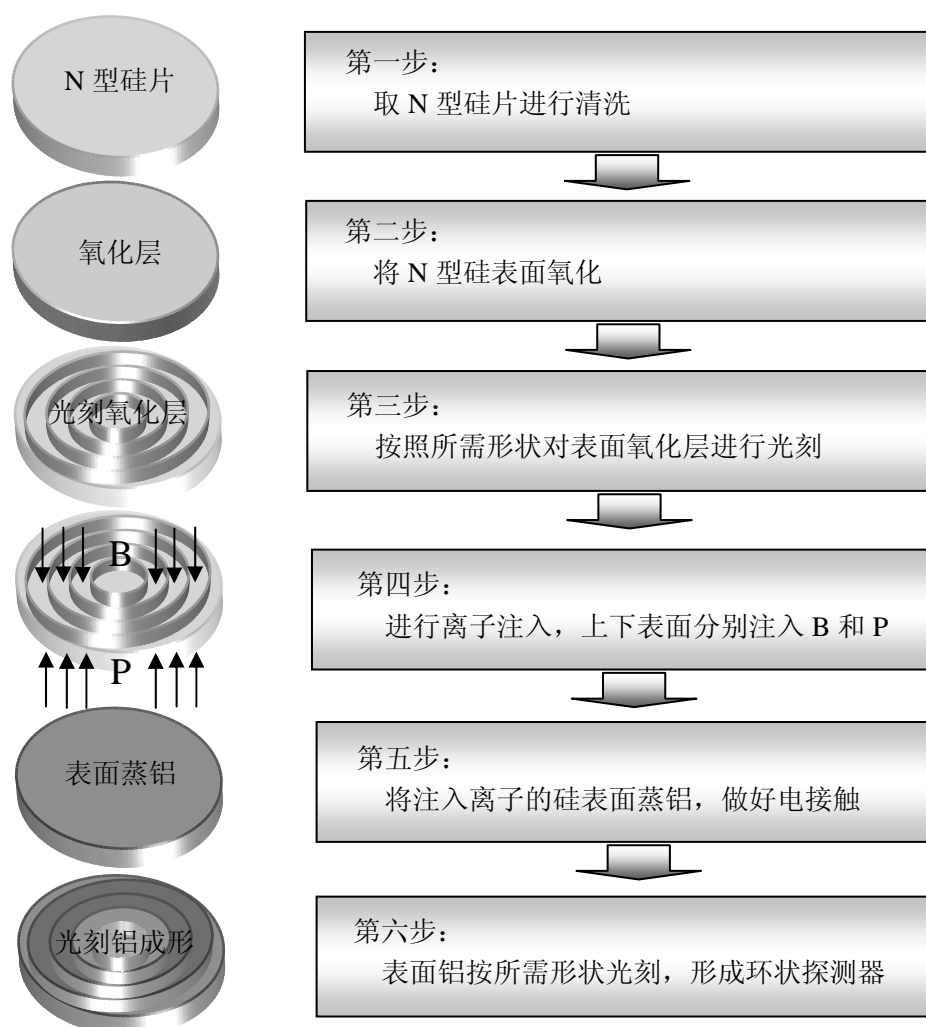 N 型硅片
第一步：
取 N 型硅片进行清洗
氧化层
第二步：
将 N 型硅表面氧化
光刻氧化层
第三步：
按照所需形状对表面氧化层进行光刻
B
P
第四步：
进行离子注入，上下表面分别注入 B 和 P
表面蒸铝
第五步：
将注入离子的硅表面蒸铝，做好电接触
光刻铝成形
第六步：
表面铝按所需形状光刻，形成环状探测器